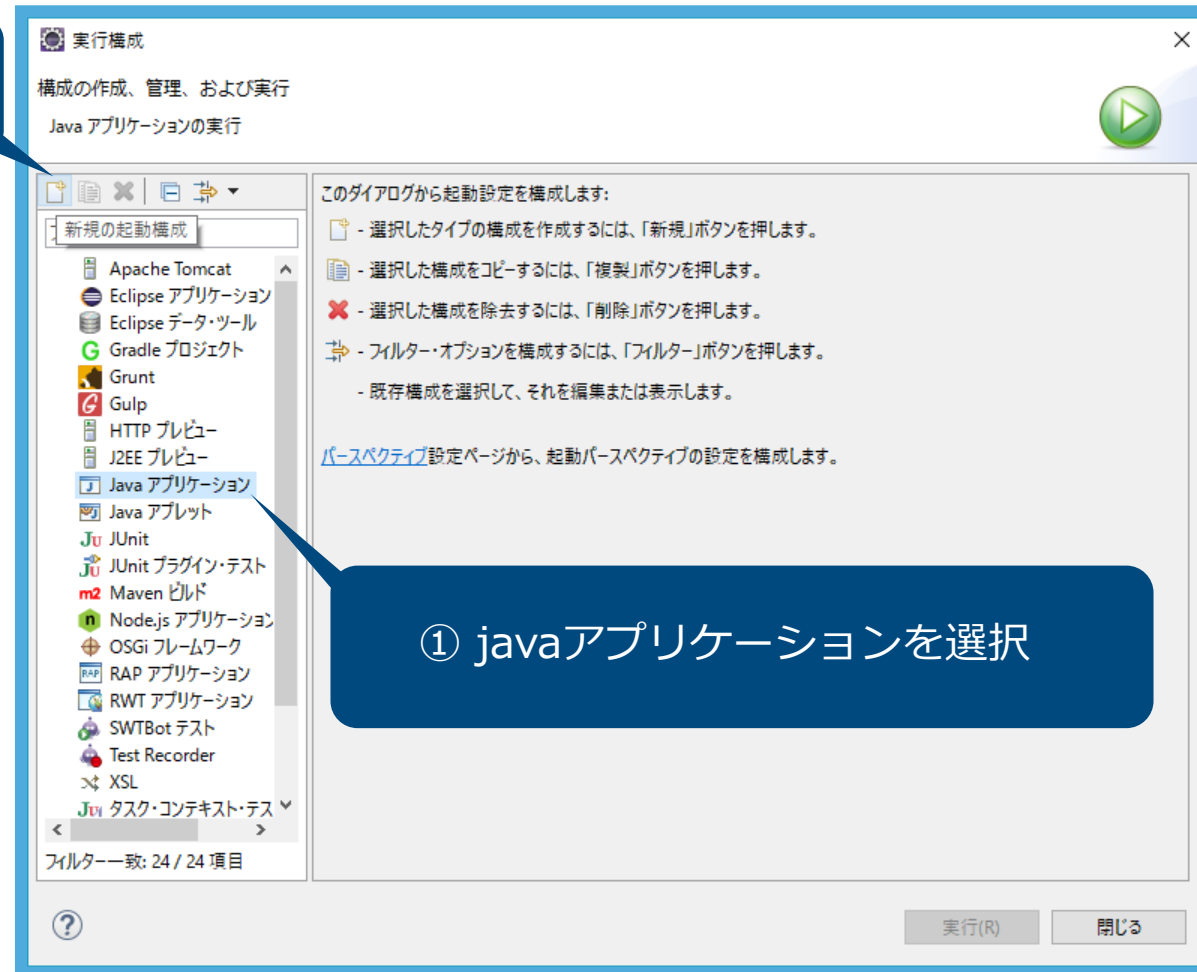 実行構成
構成の作成、管理、および実行
Java アプリケーションの実行
新規の起動構成
Apache Tomcat
Eclipse アプリケーション
Eclipse データ・ツール
Gradle プロジェクト
Grunt
Gulp
HTTP プレビュー
J2EE プレビュー
Java アプリケーション
Java アプレット
JUnit
JUnit プラグイン・テスト
Maven ビルド
Node.js アプリケーション
OSGi フレームワーク
RAP アプリケーション
RWT アプリケーション
SWTBot テスト
Test Recorder
XSL
タスク・コンテキスト・テス
フィルター一致: 24 / 24 項目
このダイアログから起動設定を構成します:
- 選択したタイプの構成を作成するには、「新規」ボタンを押します。
- 選択した構成をコピーするには、「複製」ボタンを押します。
- 選択した構成を除去するには、「削除」ボタンを押します。
- フィルター・オプションを構成するには、「フィルター」ボタンを押します。
- 既存構成を選択して、それを編集または表示します。
パースペクティブ設定ページから、起動パースペクティブの設定を構成します。
① javaアプリケーションを選択
実行(R)
閉じる